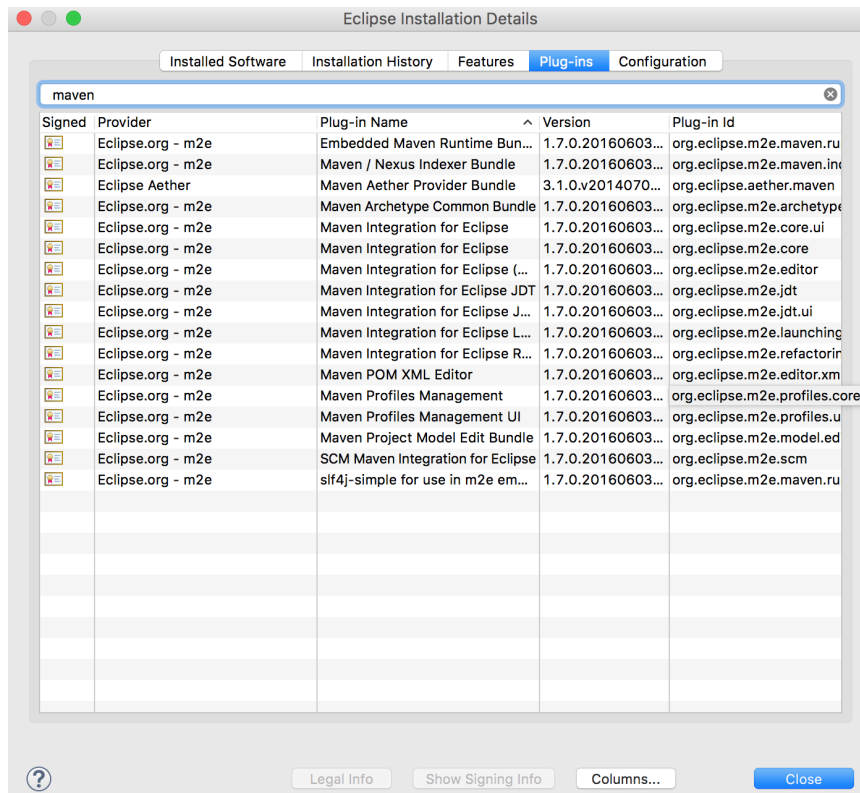 Eclipse Installation Details
Installed Software Installation History Features Plug-ins Configuration
maven
Signed Provider Plug-in Name Version Plug-in Id
Eclipse.org - m2e Embedded Maven Runtime Bun... 1.7.0.20160603... org.eclipse.m2e.maven.ru
Eclipse.org - m2e Maven / Nexus Indexer Bundle 1.7.0.20160603... org.eclipse.m2e.maven.ind
Eclipse Aether Maven Aether Provider Bundle 3.1.0.v2014070... org.eclipse.aether.maven
Eclipse.org - m2e Maven Archetype Common Bundle 1.7.0.20160603... org.eclipse.m2e.archetype
Eclipse.org - m2e Maven Integration for Eclipse 1.7.0.20160603... org.eclipse.m2e.core.ui
Eclipse.org - m2e Maven Integration for Eclipse 1.7.0.20160603... org.eclipse.m2e.core
Eclipse.org - m2e Maven Integration for Eclipse (... 1.7.0.20160603... org.eclipse.m2e.editor
Eclipse.org - m2e Maven Integration for Eclipse JDT 1.7.0.20160603... org.eclipse.m2e.jdt
Eclipse.org - m2e Maven Integration for Eclipse J... 1.7.0.20160603... org.eclipse.m2e.jdt.ui
Eclipse.org - m2e Maven Integration for Eclipse L... 1.7.0.20160603... org.eclipse.m2e.launching
Eclipse.org - m2e Maven Integration for Eclipse R... 1.7.0.20160603... org.eclipse.m2e.refactorin
Eclipse.org - m2e Maven POM XML Editor 1.7.0.20160603... org.eclipse.m2e.editor.xm
Eclipse.org - m2e Maven Profiles Management 1.7.0.20160603... org.eclipse.m2e.profiles.core
Eclipse.org - m2e Maven Profiles Management UI 1.7.0.20160603... org.eclipse.m2e.profiles.u
Eclipse.org - m2e Maven Project Model Edit Bundle 1.7.0.20160603... org.eclipse.m2e.model.ed
Eclipse.org - m2e SCM Maven Integration for Eclipse 1.7.0.20160603... org.eclipse.m2e.scm
Eclipse.org - m2e slf4j-simple for use in m2e em... 1.7.0.20160603... org.eclipse.m2e.maven.ru
? Legal Info Show Signing Info Columns... Close